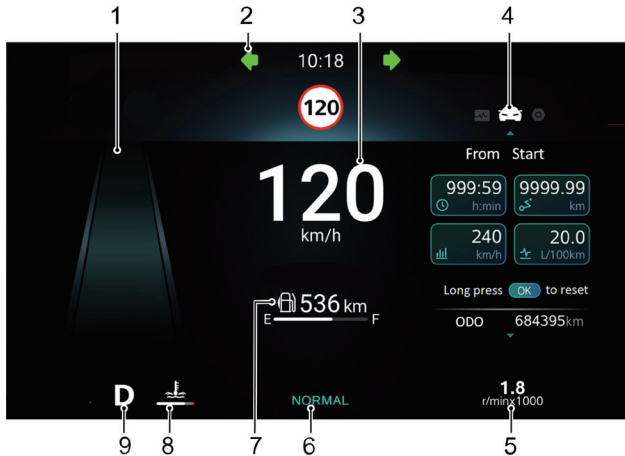 1 2 3 4
10:18
120
From Start
120
km/h
999:59 9999.99
h:min km
240 20.0
km/h L/100km
Long press OK to reset
536 km
E F
ODO 684395km
D
NORMAL
1.8
r/minx1000
9 8 7 6 5